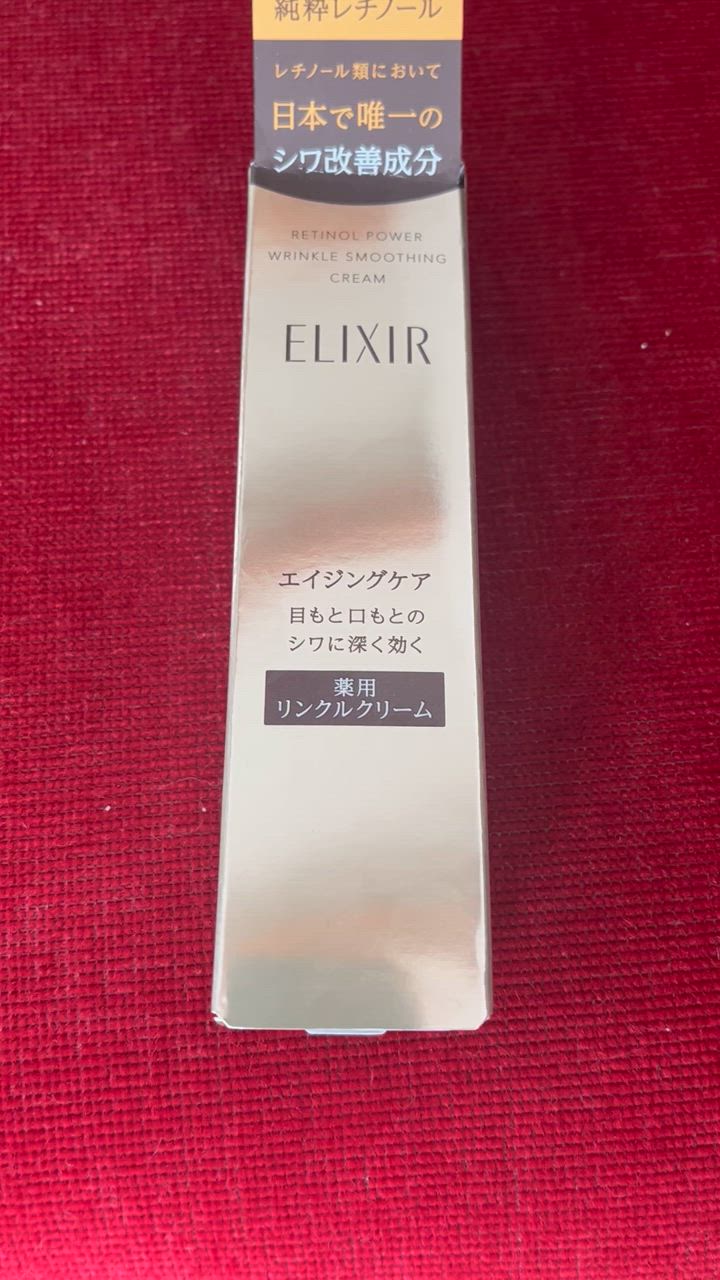 純粋レチノール
レチノール類において
日本で唯一の
シワ改善成分
RETINOL POWER
WRINKLE SMOOTHING
CREAM
ELIXIR
エイジングケア
目もと口もとの
シワに深く効く
薬用
リンクルクリーム